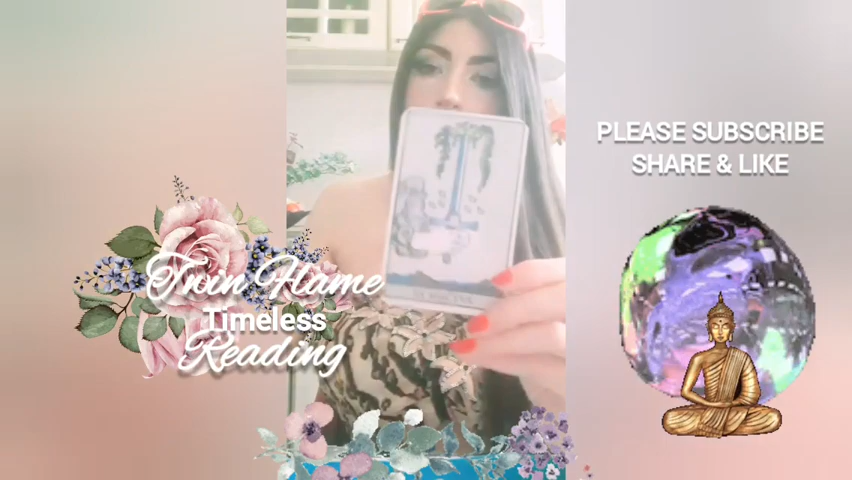 Twin Flame
Timeless
Reading
PLEASE SUBSCRIBE
SHARE & LIKE